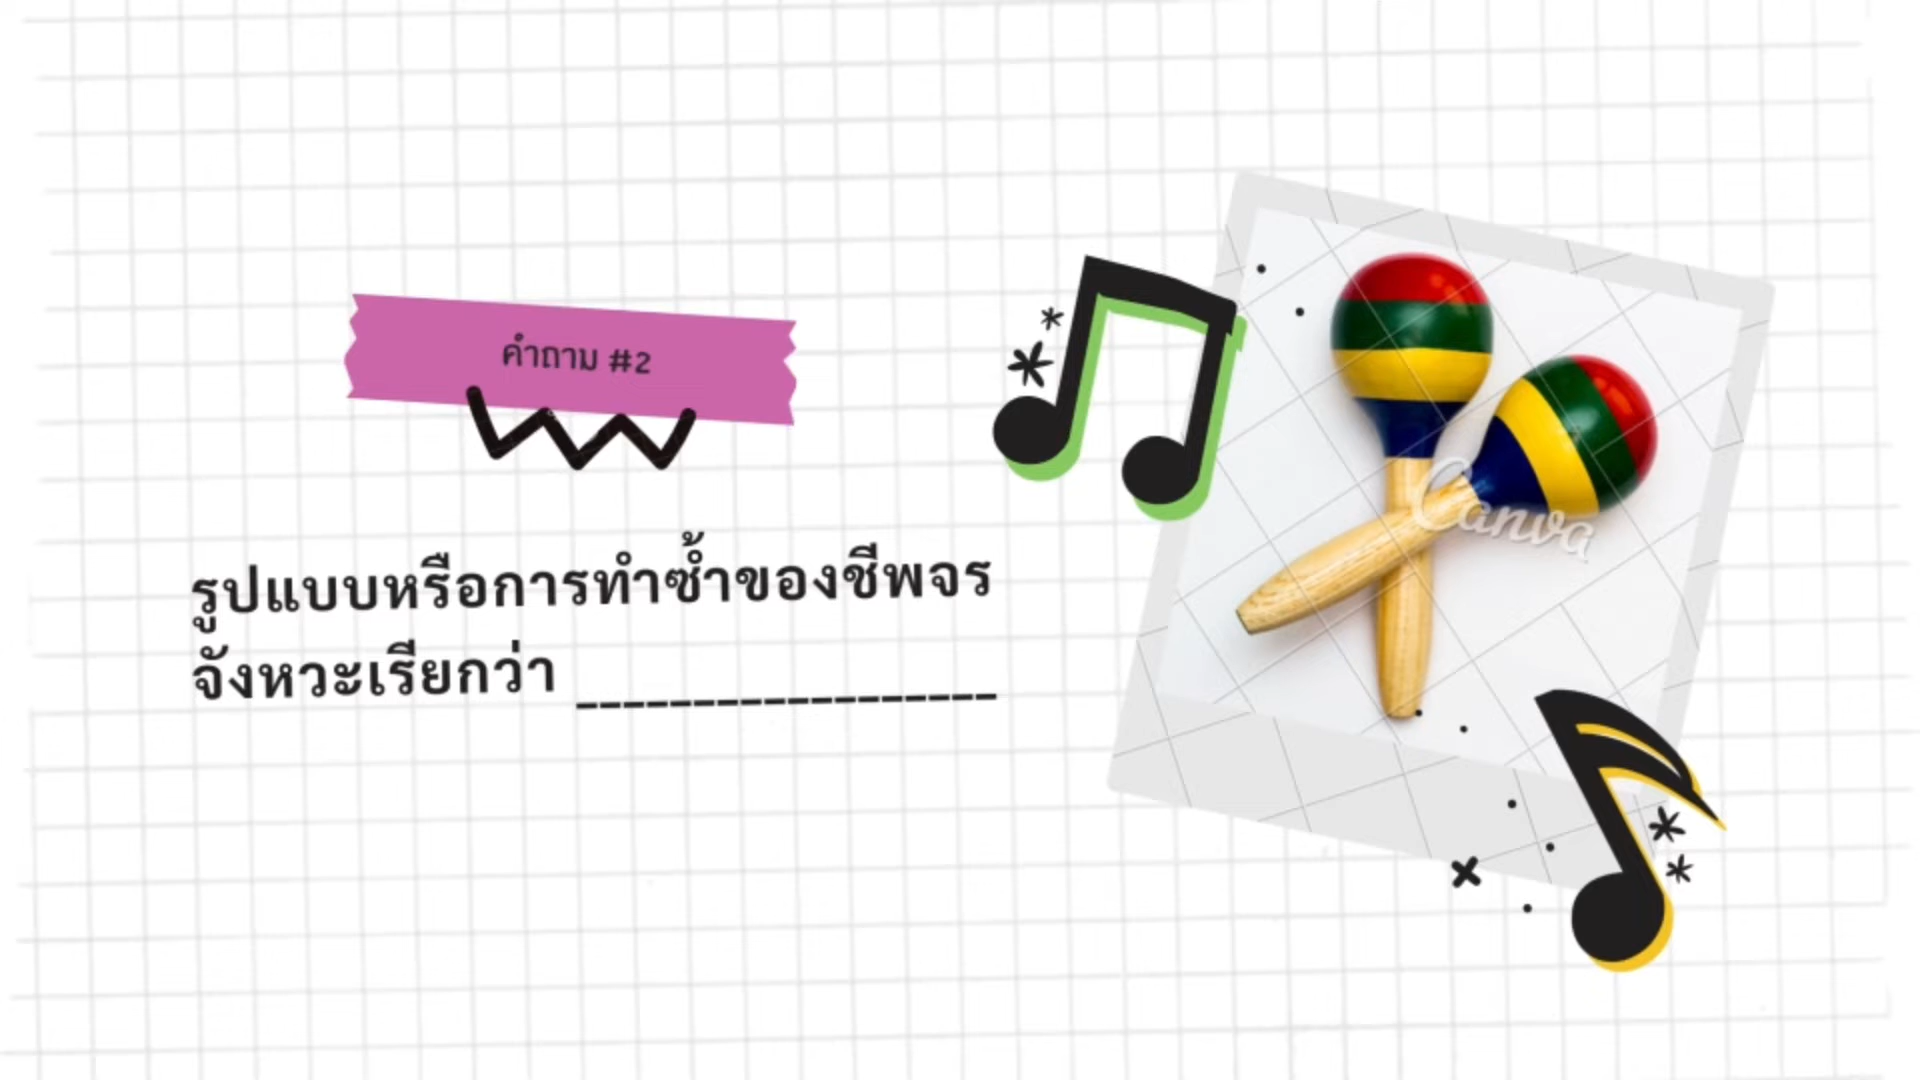 คำถาม #2
รูปแบบหรือการทำซ้ำของชีพจร
จังหวะเรียกว่า __________________
Canva